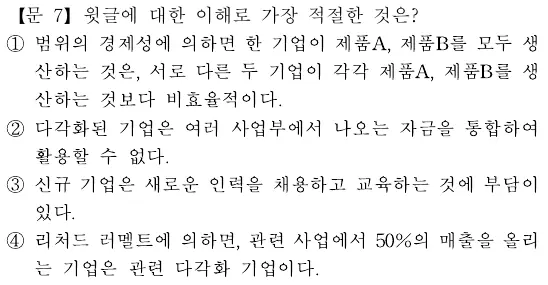 【문 7】 윗글에 대한 이해로 가장 적절한 것은?
① 범위의 경제성에 의하면 한 기업이 제품A, 제품B를 모두 생
산하는 것은, 서로 다른 두 기업이 각각 제품A, 제품B를 생
산하는 것보다 비효율적이다.
② 다각화된 기업은 여러 사업부에서 나오는 자금을 통합하여
활용할 수 없다.
③ 신규 기업은 새로운 인력을 채용하고 교육하는 것에 부담이
있다.
④ 리처드 러멜트에 의하면, 관련 사업에서 50%의 매출을 올리
는 기업은 관련 다각화 기업이다.